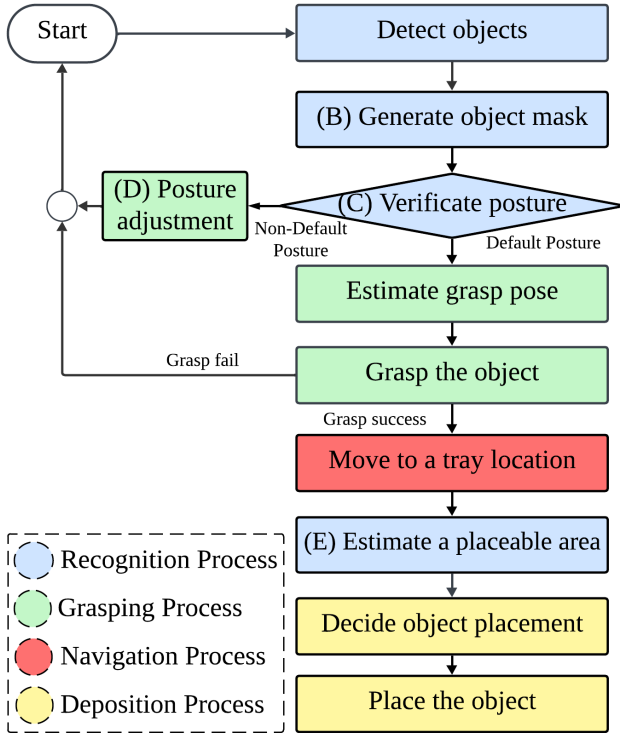 Start
Detect objects
(B) Generate object mask
(C) Verificate posture
(D) Posture
adjustment
Non-Default
Posture
Default Posture
Estimate grasp pose
Grasp fail
Grasp the object
Grasp success
Move to a tray location
(E) Estimate a placeable area
Decide object placement
Place the object
Recognition Process
Grasping Process
Navigation Process
Deposition Process